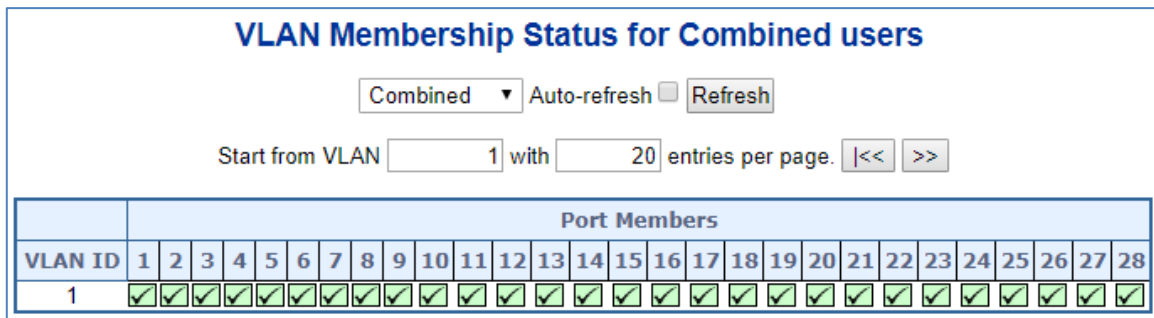 VLAN Membership Status for Combined users
Combined Auto-refresh Refresh
Start from VLAN 1 with 20 entries per page. |<< >>
Port Members
VLAN ID 1 2 3 4 5 6 7 8 9 10 11 12 13 14 15 16 17 18 19 20 21 22 23 24 25 26 27 28
1